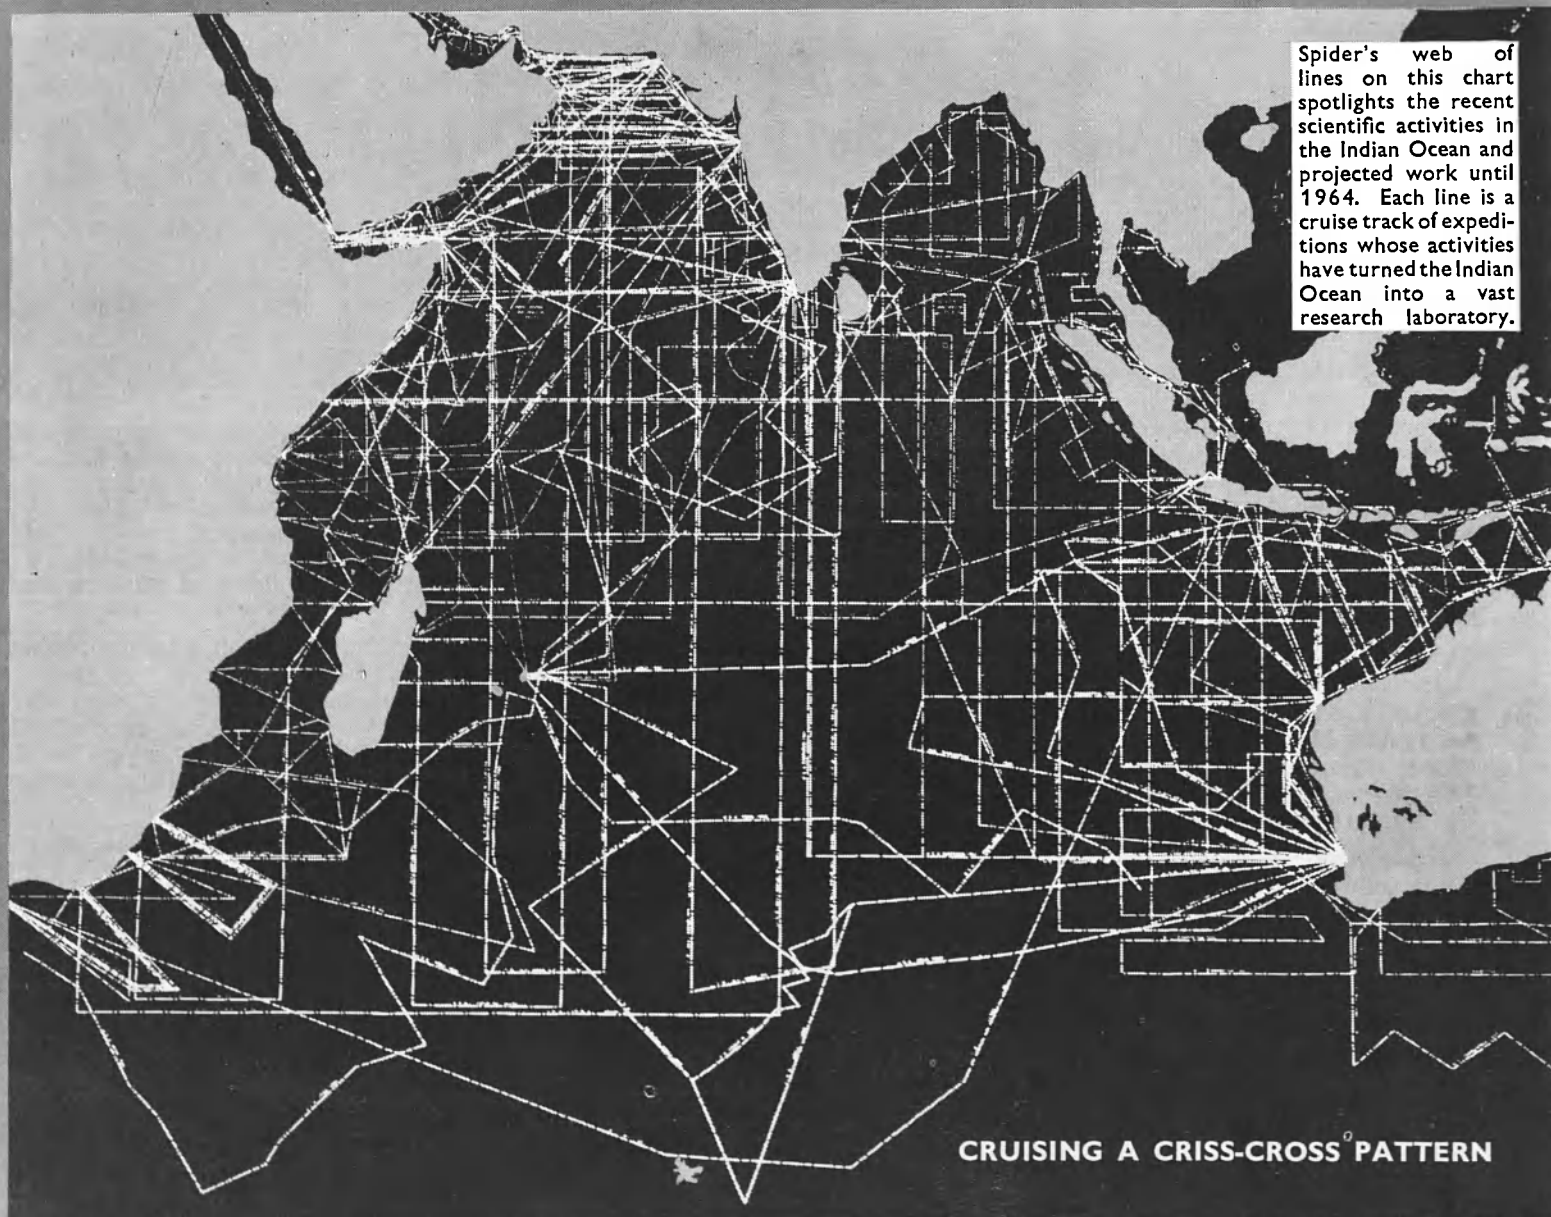 Spider's web of
lines on this chart
spotlights the recent
scientific activities in
the Indian Ocean and
projected work until
1964. Each line is a
cruise track of expedi-
tions whose activities
have turned the Indian
Ocean into a vast
research laboratory.
CRUISING A CRISS-CROSS PATTERN